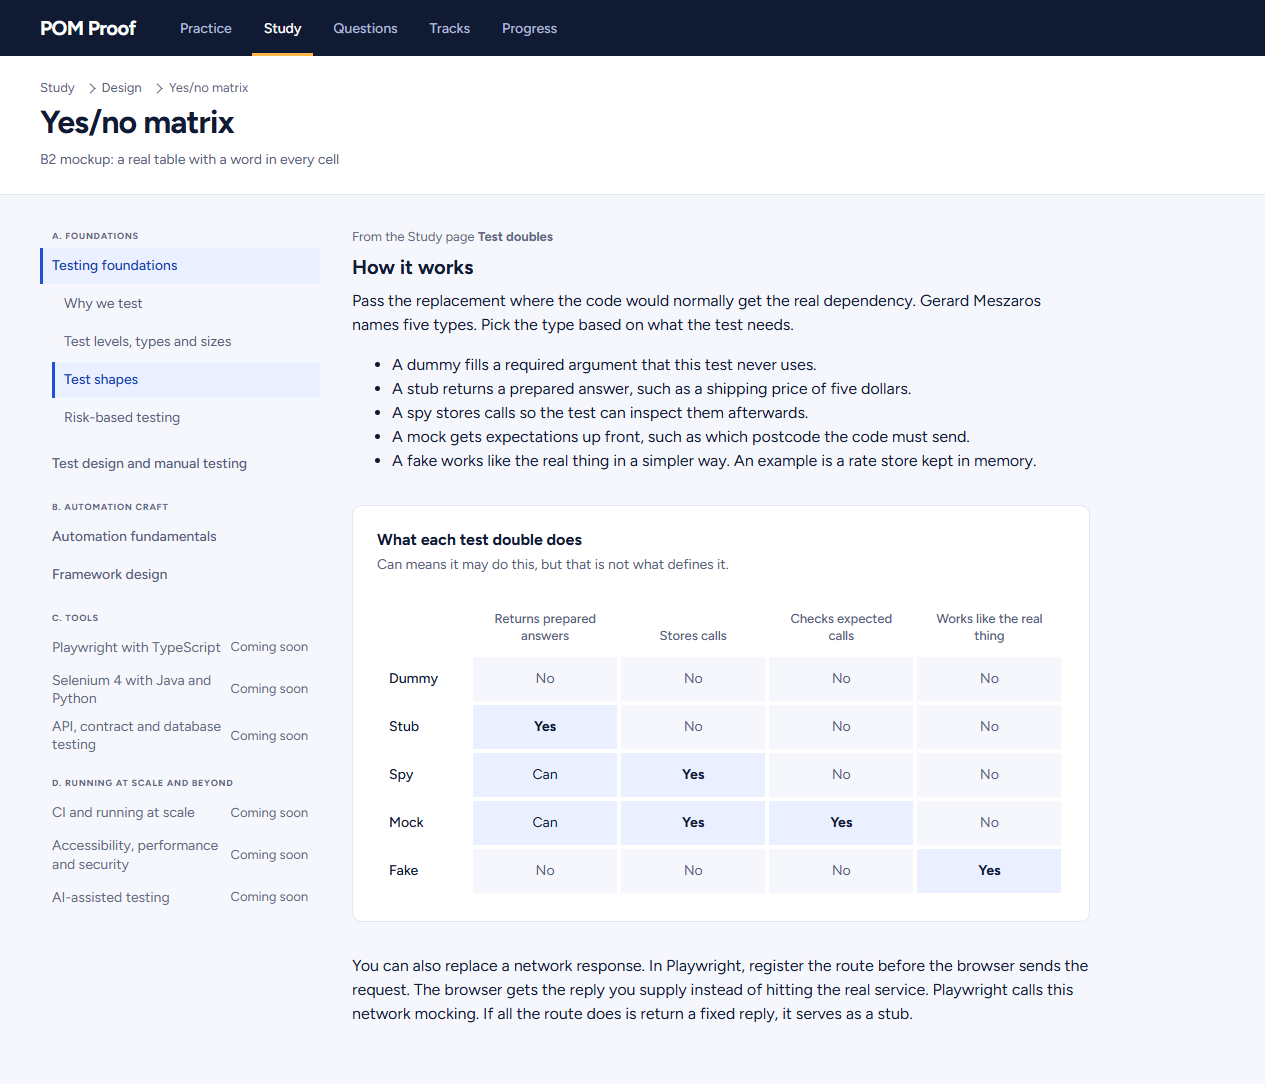 POM Proof
Practice
Study
Questions
Tracks
Progress
Study
Design
Yes/no matrix
Yes/no matrix
B2 mockup: a real table with a word in every cell
A. FOUNDATIONS
Testing foundations
Why we test
Test levels, types and sizes
Test shapes
Risk-based testing
Test design and manual testing
B. AUTOMATION CRAFT
Automation fundamentals
Framework design
C. TOOLS
Playwright with TypeScript Coming soon
Selenium 4 with Java and
Python
Coming soon
API, contract and database
testing
Coming soon
D. RUNNING AT SCALE AND BEYOND
CI and running at scale Coming soon
Accessibility, performance
and security
Coming soon
AI-assisted testing Coming soon
From the Study page Test doubles
How it works
Pass the replacement where the code would normally get the real dependency. Gerard Meszaros
names five types. Pick the type based on what the test needs.
• A dummy fills a required argument that this test never uses.
• A stub returns a prepared answer, such as a shipping price of five dollars.
• A spy stores calls so the test can inspect them afterwards.
• A mock gets expectations up front, such as which postcode the code must send.
• A fake works like the real thing in a simpler way. An example is a rate store kept in memory.
What each test double does
Can means it may do this, but that is not what defines it.
Returns prepared
answers
Stores calls
Checks expected
calls
Works like the real
thing
Dummy No No No No
Stub Yes No No No
Spy Can Yes No No
Mock Can Yes Yes No
Fake No No No Yes
You can also replace a network response. In Playwright, register the route before the browser sends the
request. The browser gets the reply you supply instead of hitting the real service. Playwright calls this
network mocking. If all the route does is return a fixed reply, it serves as a stub.